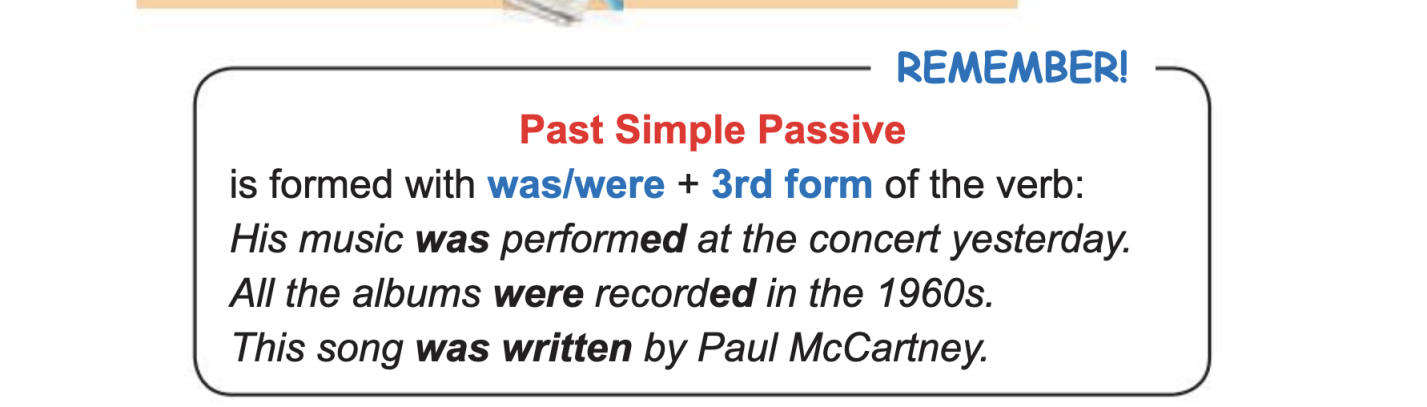 REMEMBER!
Past Simple Passive
is formed with was/were + 3rd form of the verb:
His music was performed at the concert yesterday.
All the albums were recorded in the 1960s.
This song was written by Paul McCartney.